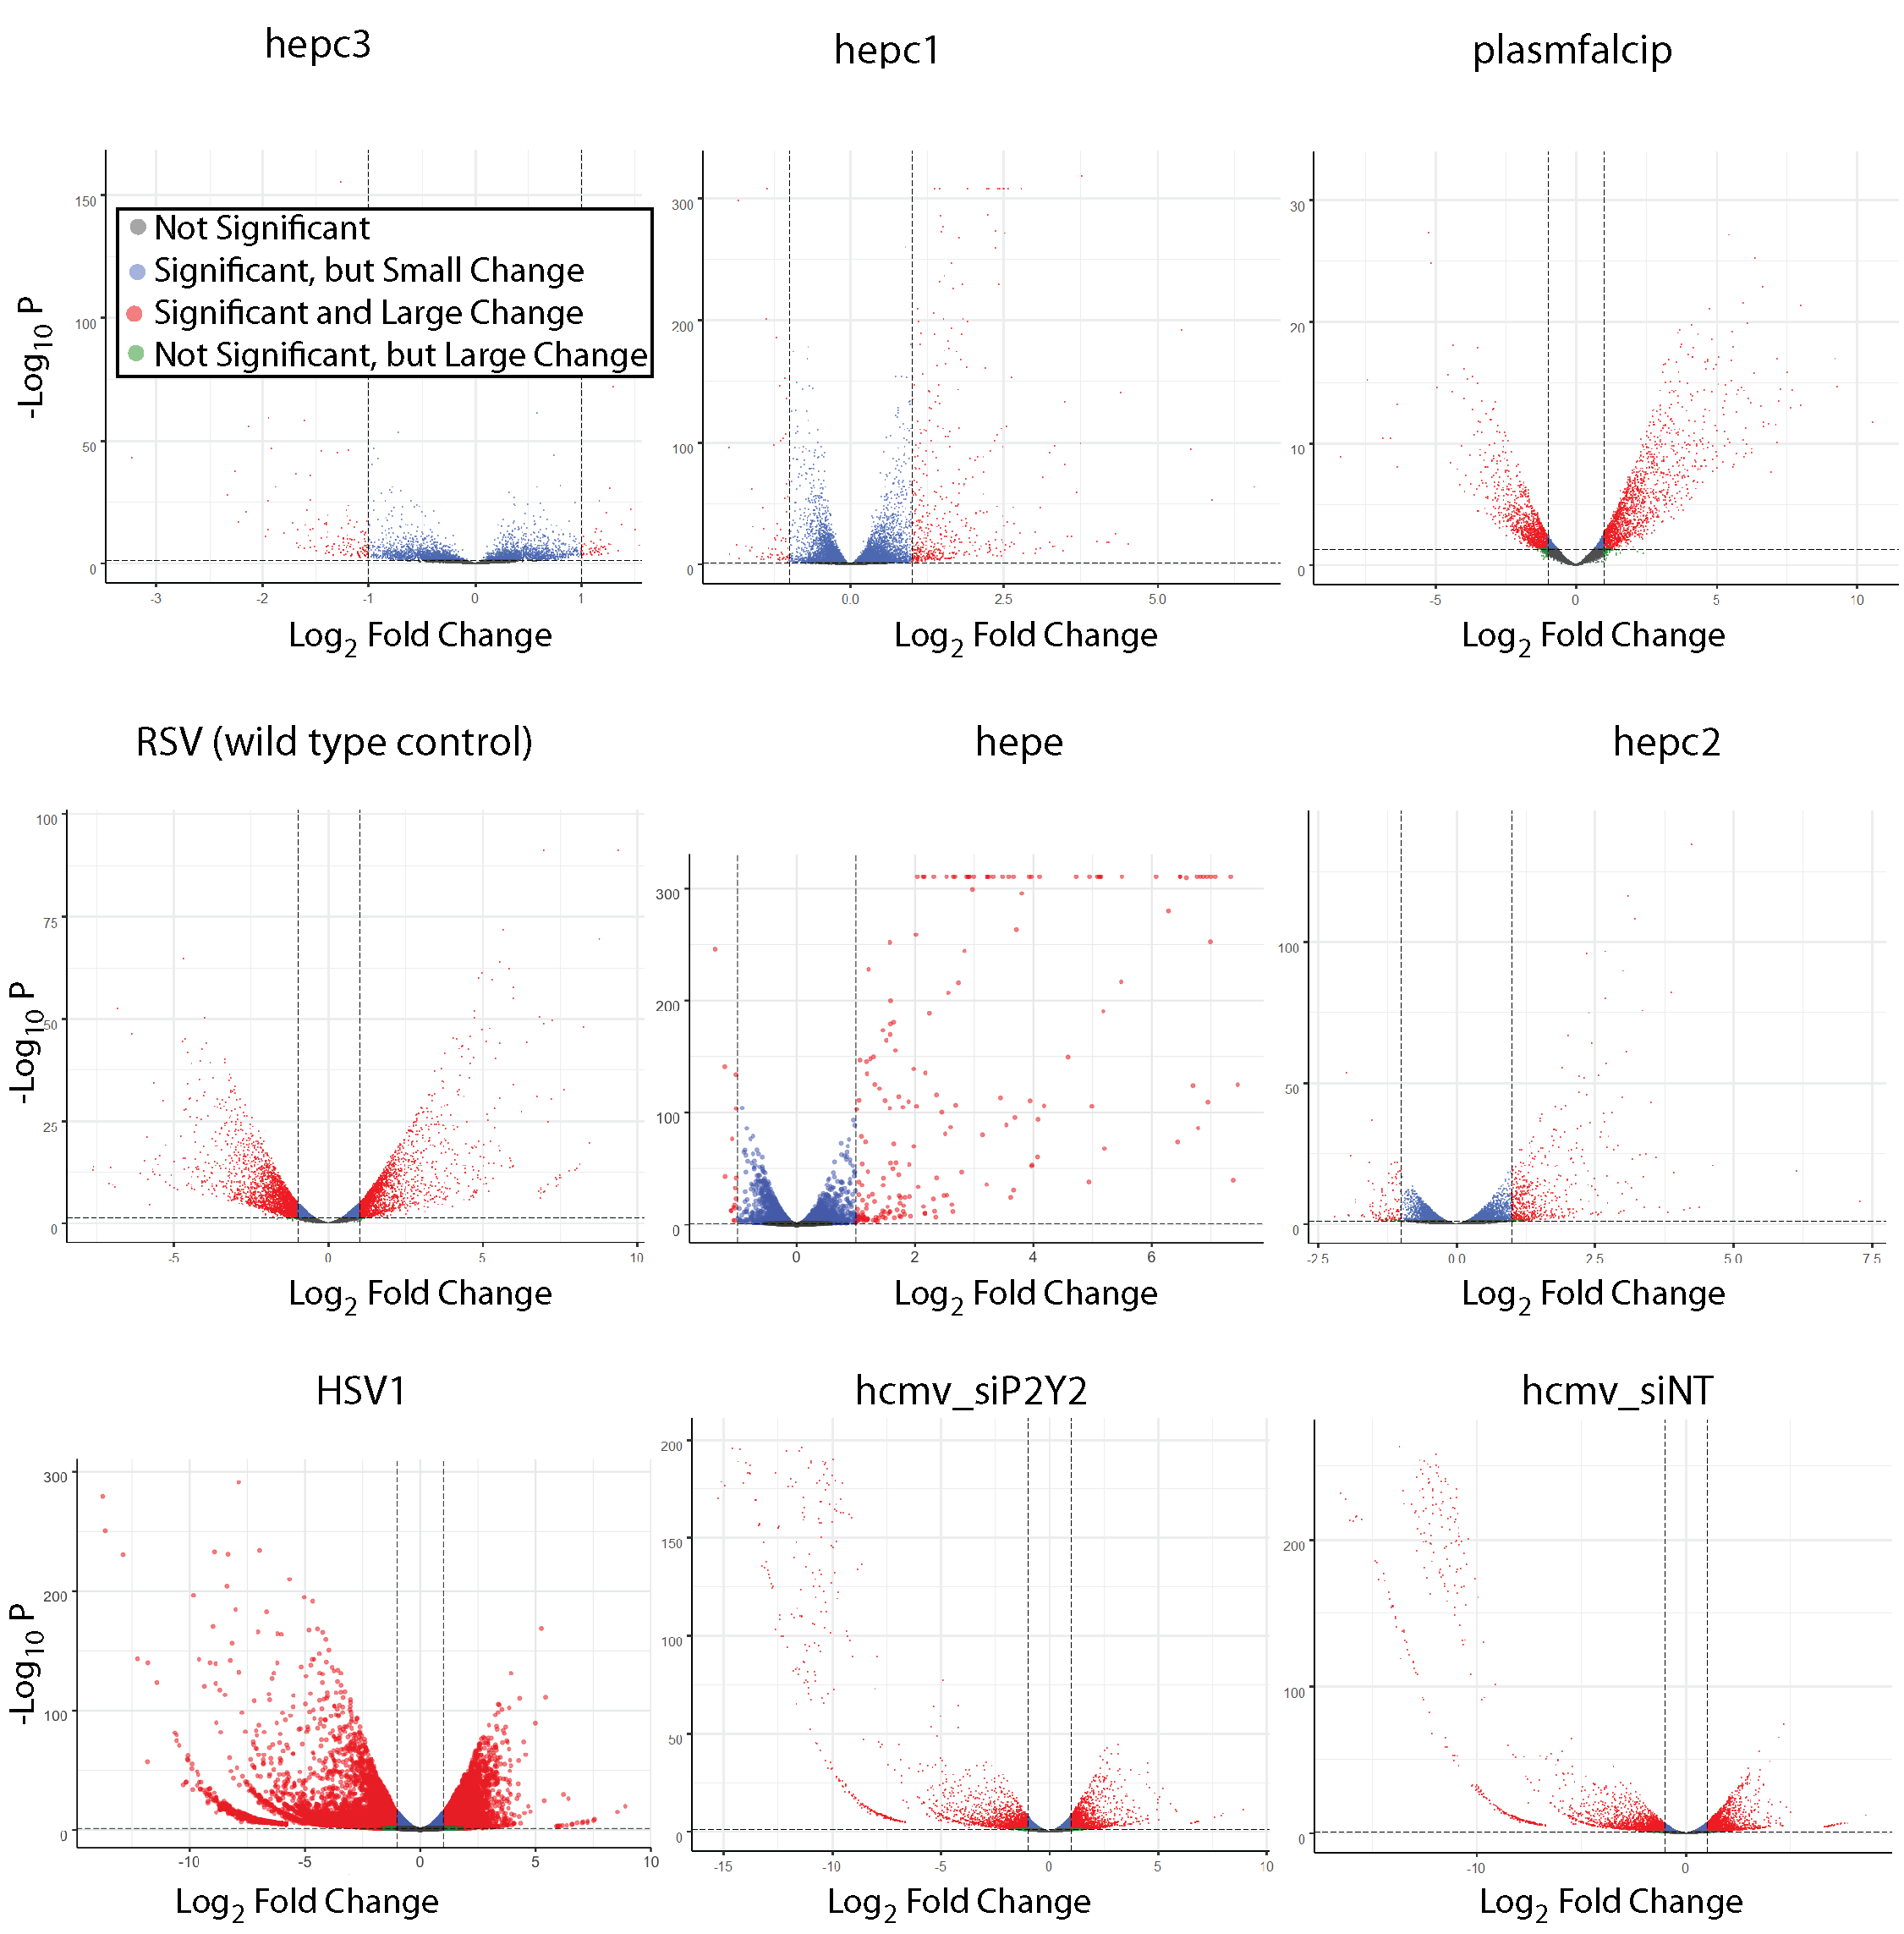 hepc3
hepc1
plasmfalcip
-Log10 P
150
100
50
0
Not Significant
Significant, but Small Change
Significant and Large Change
Not Significant, but Large Change
-3 -2 -1 0 1
Log2 Fold Change
300
200
100
0
0.0 2.5 5.0
Log2 Fold Change
30
20
10
0
-5 0 5 10
Log2 Fold Change
RSV (wild type control)
hepe
hepc2
-Log10 P
100
75
50
25
0
-5 0 5 10
Log2 Fold Change
300
200
100
0
0 2 4 6
Log2 Fold Change
100
50
0
-2.5 0.0 2.5 5.0 7.5
Log2 Fold Change
HSV1
hcmv_siP2Y2
hcmv_siNT
-Log10 P
300
200
100
0
-10 -5 0 5 10
Log2 Fold Change
200
150
100
50
0
-15 -10 -5 0 5 10
Log2 Fold Change
200
100
0
-10 0
Log2 Fold Change